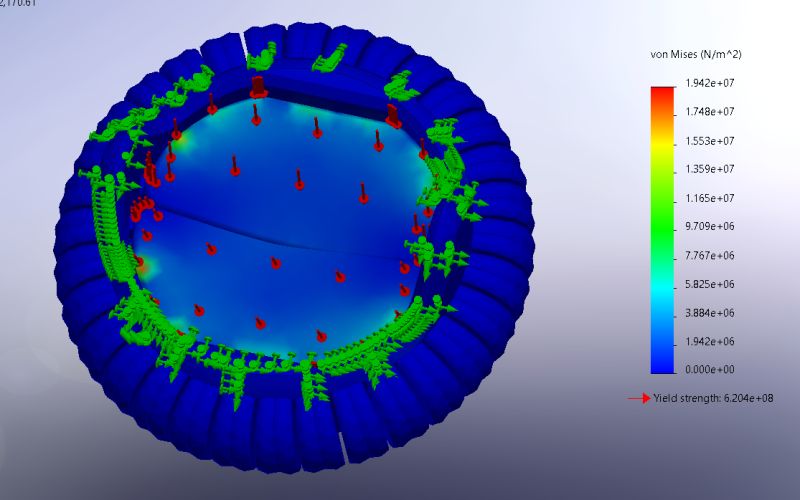 2,170.61
von Mises (N/m^2)
1.942e+07
1.748e+07
1.553e+07
1.359e+07
1.165e+07
9.709e+06
7.767e+06
5.825e+06
3.884e+06
1.942e+06
0.000e+00
Yield strength: 6.204e+08